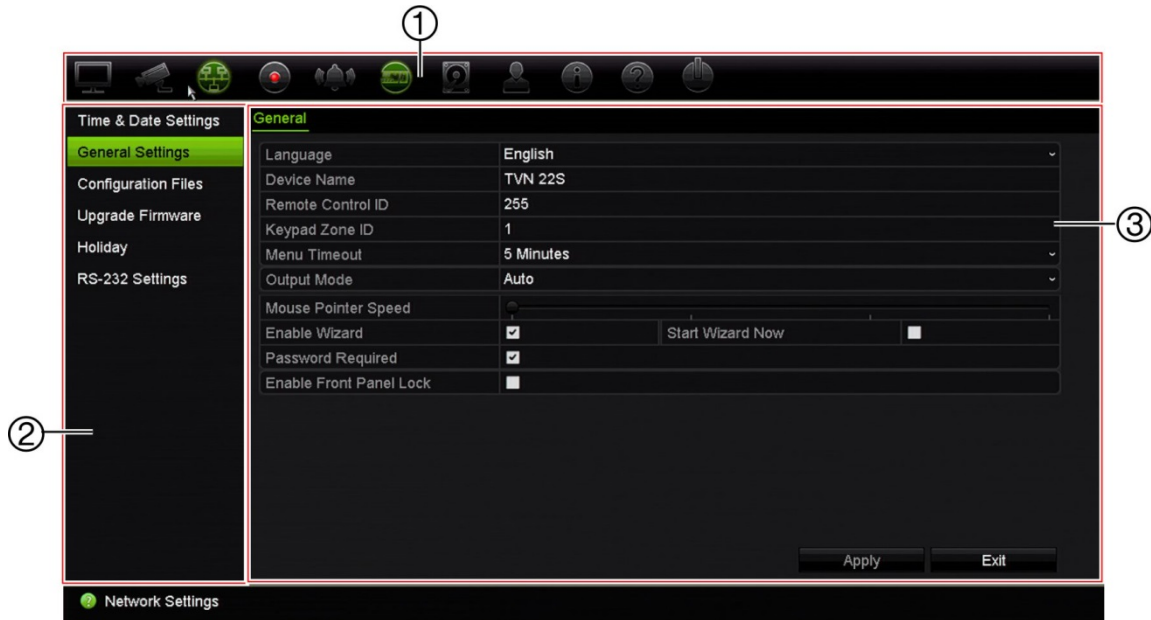 ①
Time & Date Settings
General Settings
Configuration Files
Upgrade Firmware
Holiday
RS-232 Settings
②
General
Language English
Device Name TVN 22S
Remote Control ID 255
Keypad Zone ID 1
Menu Timeout 5 Minutes
Output Mode Auto
Mouse Pointer Speed
Enable Wizard Start Wizard Now
Password Required
Enable Front Panel Lock
③
Apply Exit
Network Settings